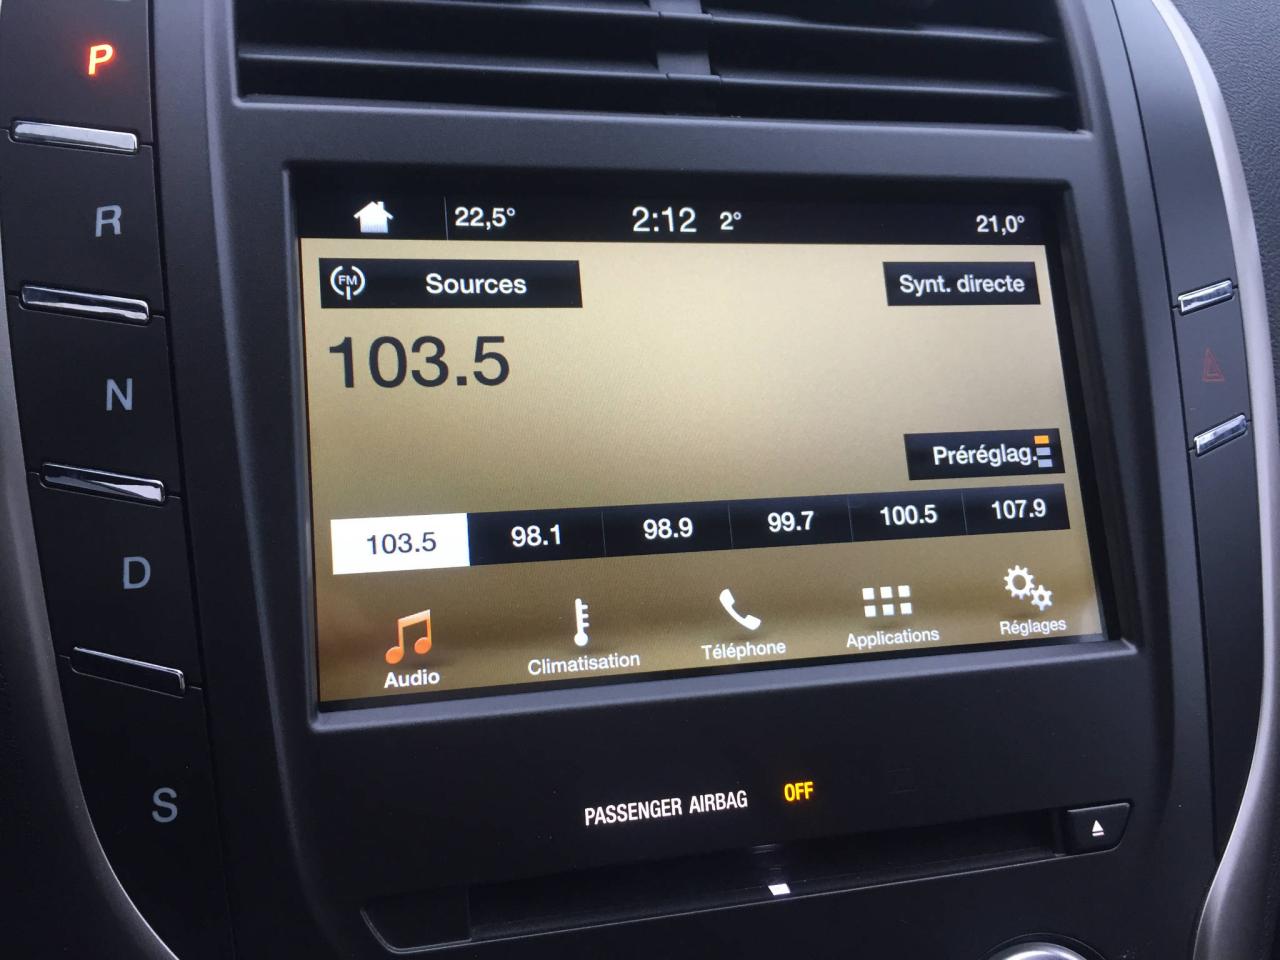 P
R
N
D
S
22,5° 2:12 2° 21,0°
FM Sources Synt. directe
103.5
Préréglag.
103.5 98.1 98.9 99.7 100.5 107.9
Audio Climatisation Téléphone Applications Réglages
PASSENGER AIRBAG OFF